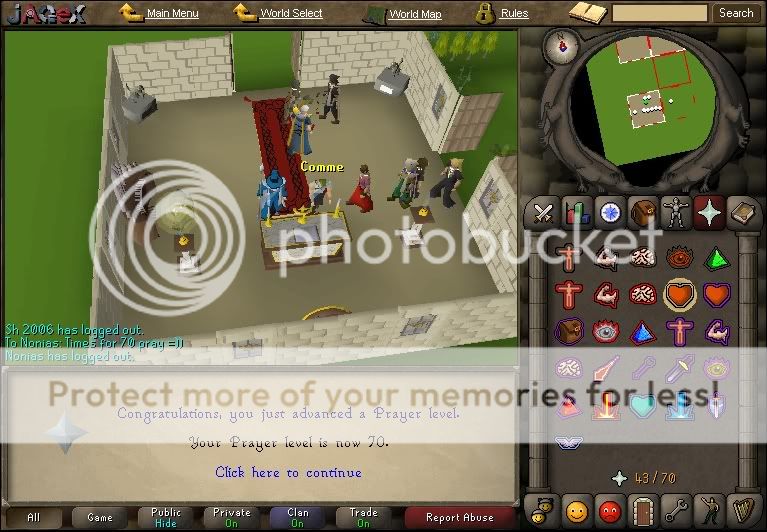 JAGeX
Main Menu
World Select
World Map
Rules
Search
Comme
photobucket
Sh 2006 has logged out.
To Nonias: Times for 70 pray =]]
Nonias has logged out.
Protect more of your memories for less!
Congratulations, you just advanced a Prayer level.
Your Prayer level is now 70.
Click here to continue
43 / 70
All
Game
Public
Hide
Private
On
Clan
On
Trade
On
Report Abuse